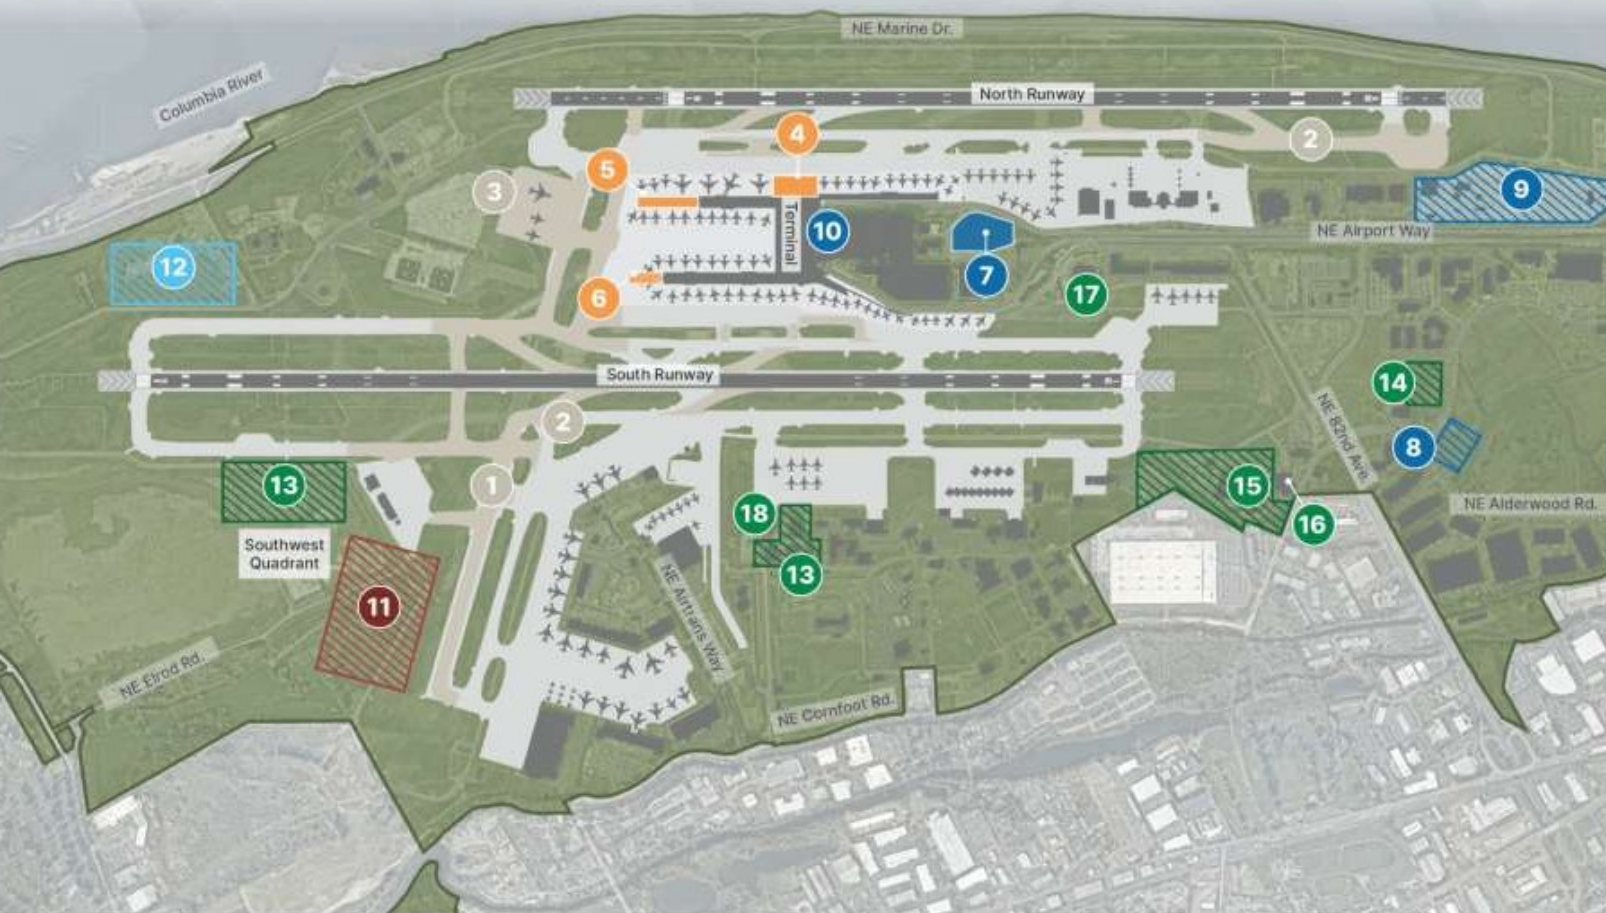 NE Marine Dr.
Columbia River
North Runway
4
2
5
3
9
Terminal
10
NE Airport Way
12
7
6
17
South Runway
14
2
NE 82nd Ave.
8
13
1
15
NE Alderwood Rd.
18
16
Southwest
Quadrant
13
11
NE Airtrans Way
NE Elrod Rd.
NE Cornfoot Rd.